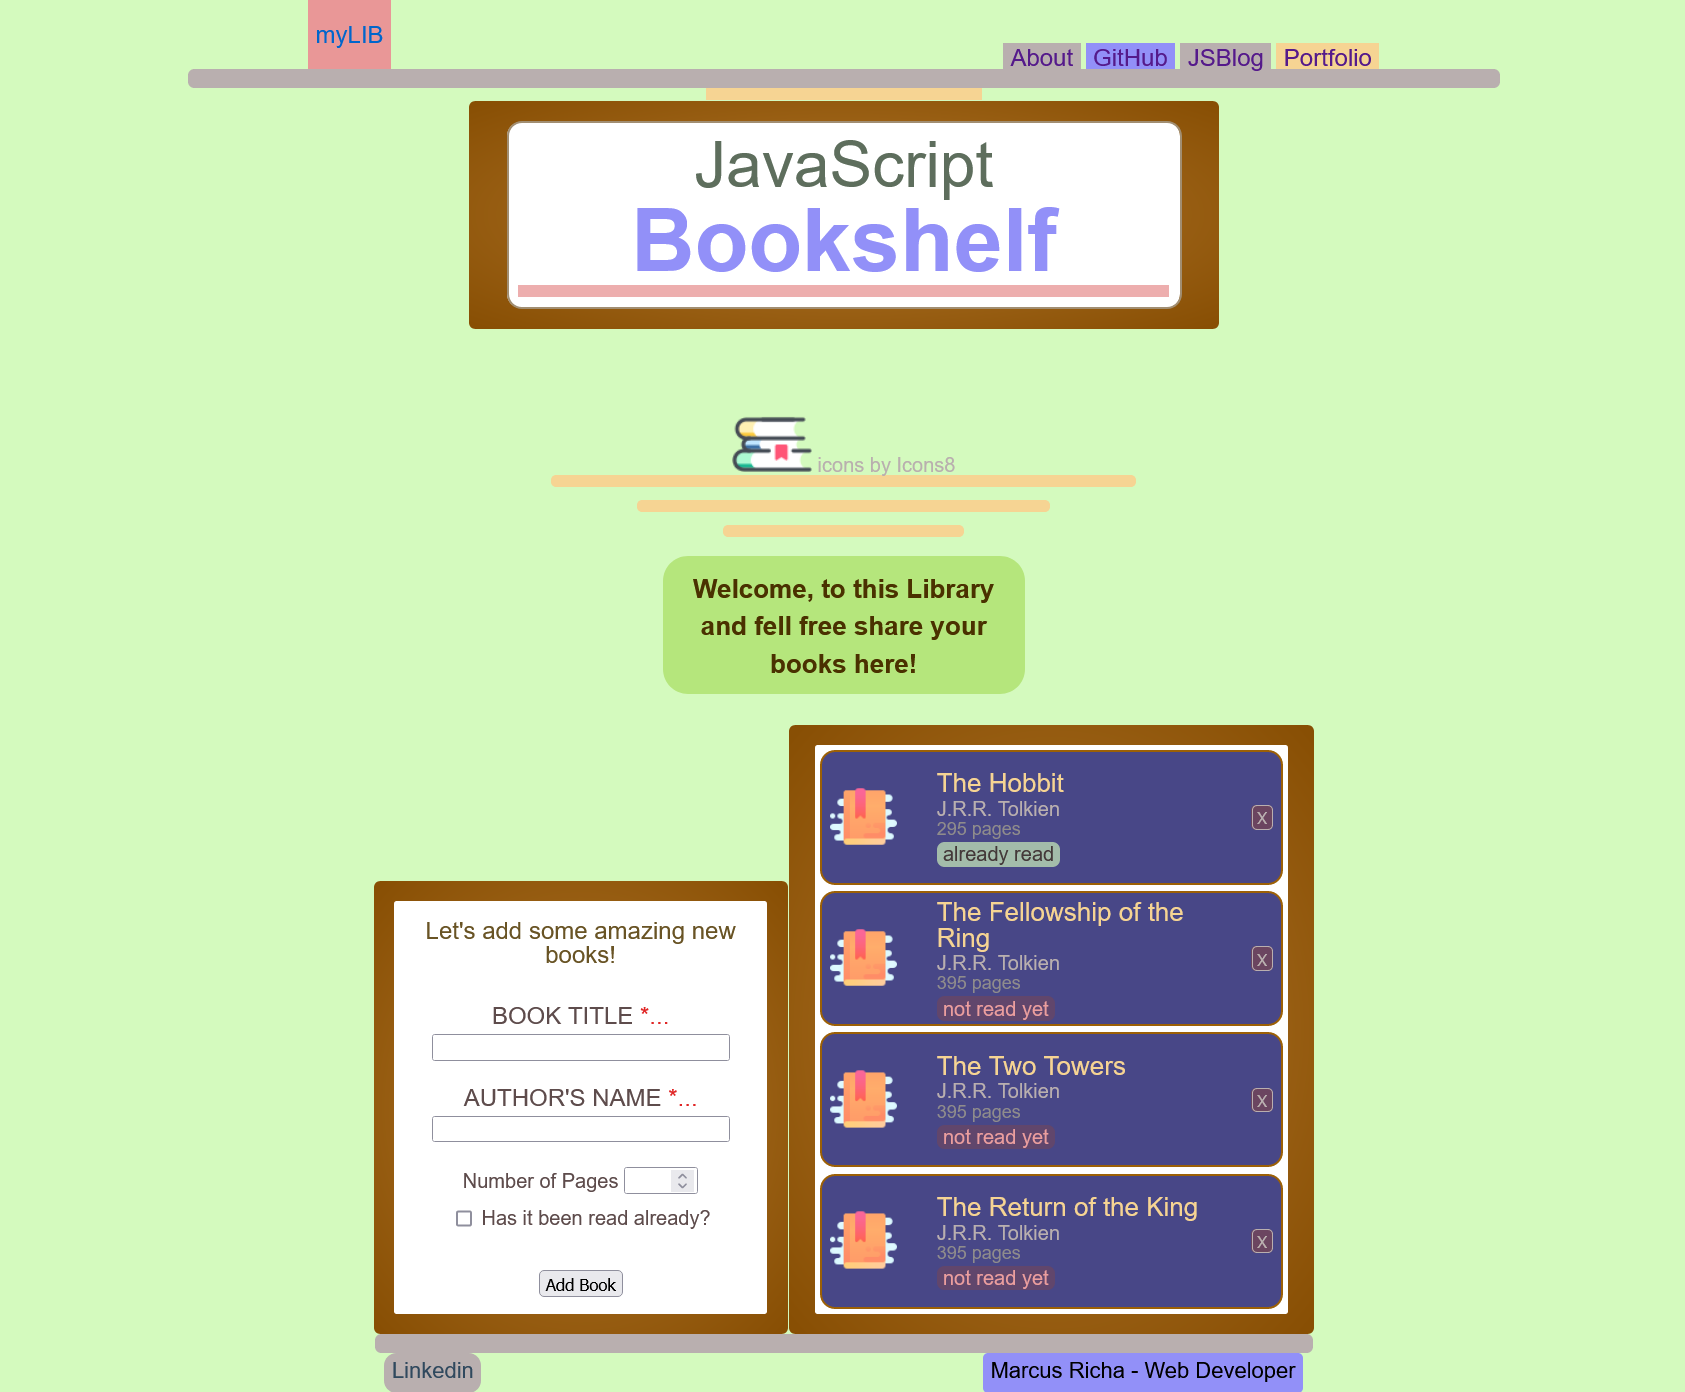 myLIB
About GitHub JSBlog Portfolio
JavaScript
Bookshelf
icons by Icons8
Welcome, to this Library
and fell free share your
books here!
Let's add some amazing new
books!
BOOK TITLE *...
AUTHOR'S NAME *...
Number of Pages
Has it been read already?
Add Book
The Hobbit
J.R.R. Tolkien
295 pages
already read
X
The Fellowship of the
Ring
J.R.R. Tolkien
395 pages
not read yet
X
The Two Towers
J.R.R. Tolkien
395 pages
not read yet
X
The Return of the King
J.R.R. Tolkien
395 pages
not read yet
X
Linkedin
Marcus Richa - Web Developer